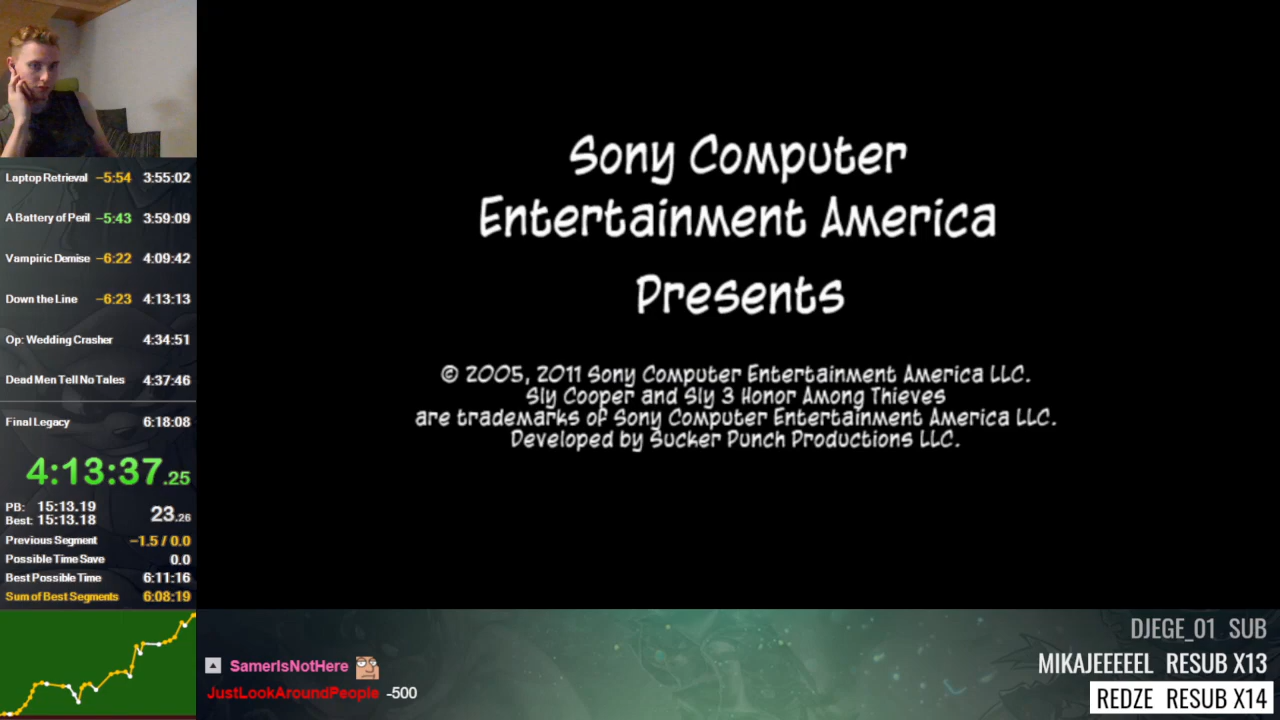 Sony Computer
Entertainment America
Presents
© 2005, 2011 Sony Computer Entertainment America LLC.
Sly Cooper and Sly 3 Honor Among Thieves
are trademarks of Sony Computer Entertainment America LLC.
Developed by Sucker Punch Productions LLC.
Laptop Retrieval -5:54 3:55:02
A Battery of Peril -5:43 3:59:09
Vampiric Demise -6:22 4:09:42
Down the Line -6:23 4:13:13
Op: Wedding Crasher 4:34:51
Dead Men Tell No Tales 4:37:46
Final Legacy 6:18:08
4:13:37.25
PB: 15:13.19
Best: 15:13.18
23.26
Previous Segment -1.5 / 0.0
Possible Time Save 0.0
Best Possible Time 6:11:16
Sum of Best Segments 6:08:19
SamerIsNotHere
JustLookAroundPeople -500
DJEGE_01 SUB
MIKAJEEEEEL RESUB X13
REDZE RESUB X14